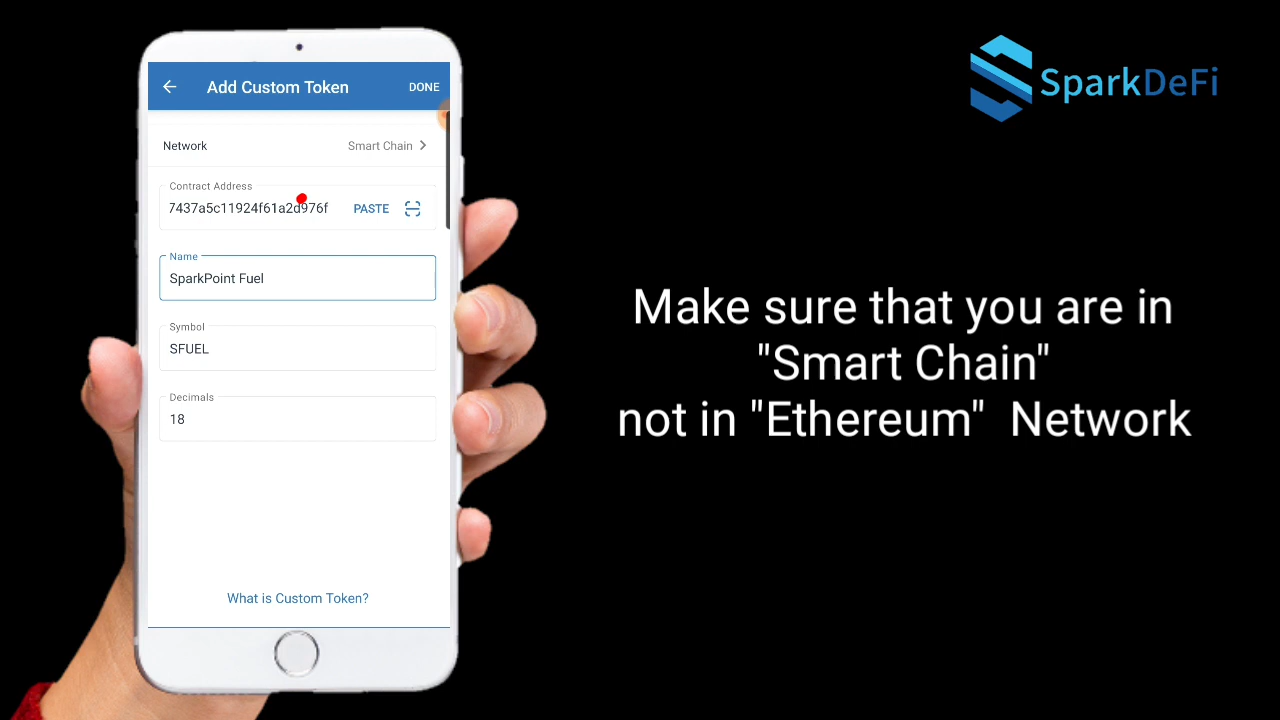 Add Custom Token
DONE
Network
Smart Chain
Contract Address
7437a5c11924f61a2d976f
PASTE
Name
SparkPoint Fuel
Symbol
SFUEL
Decimals
18
What is Custom Token?
SparkDeFi
Make sure that you are in
"Smart Chain"
not in "Ethereum" Network